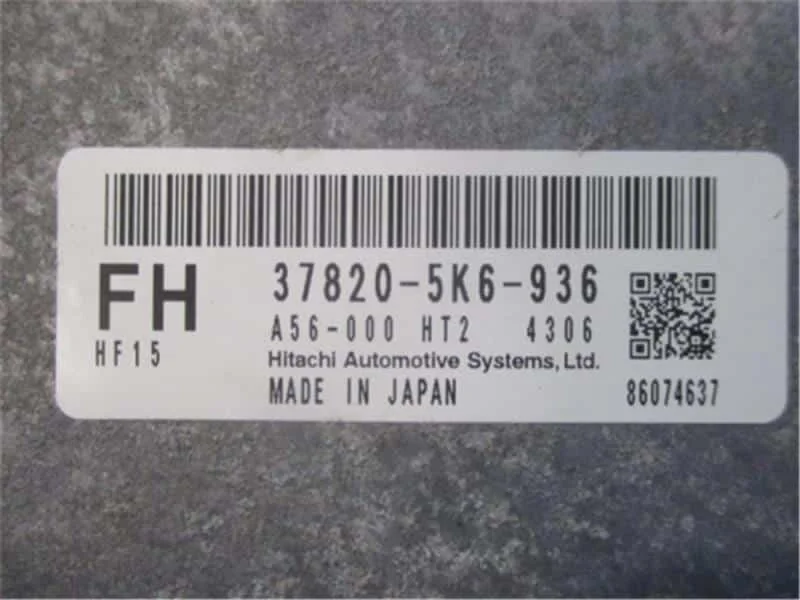 FH 37820-5K6-936
HF15 A56-000 HT2 4306
Hitachi Automotive Systems, Ltd.
MADE IN JAPAN 86074637